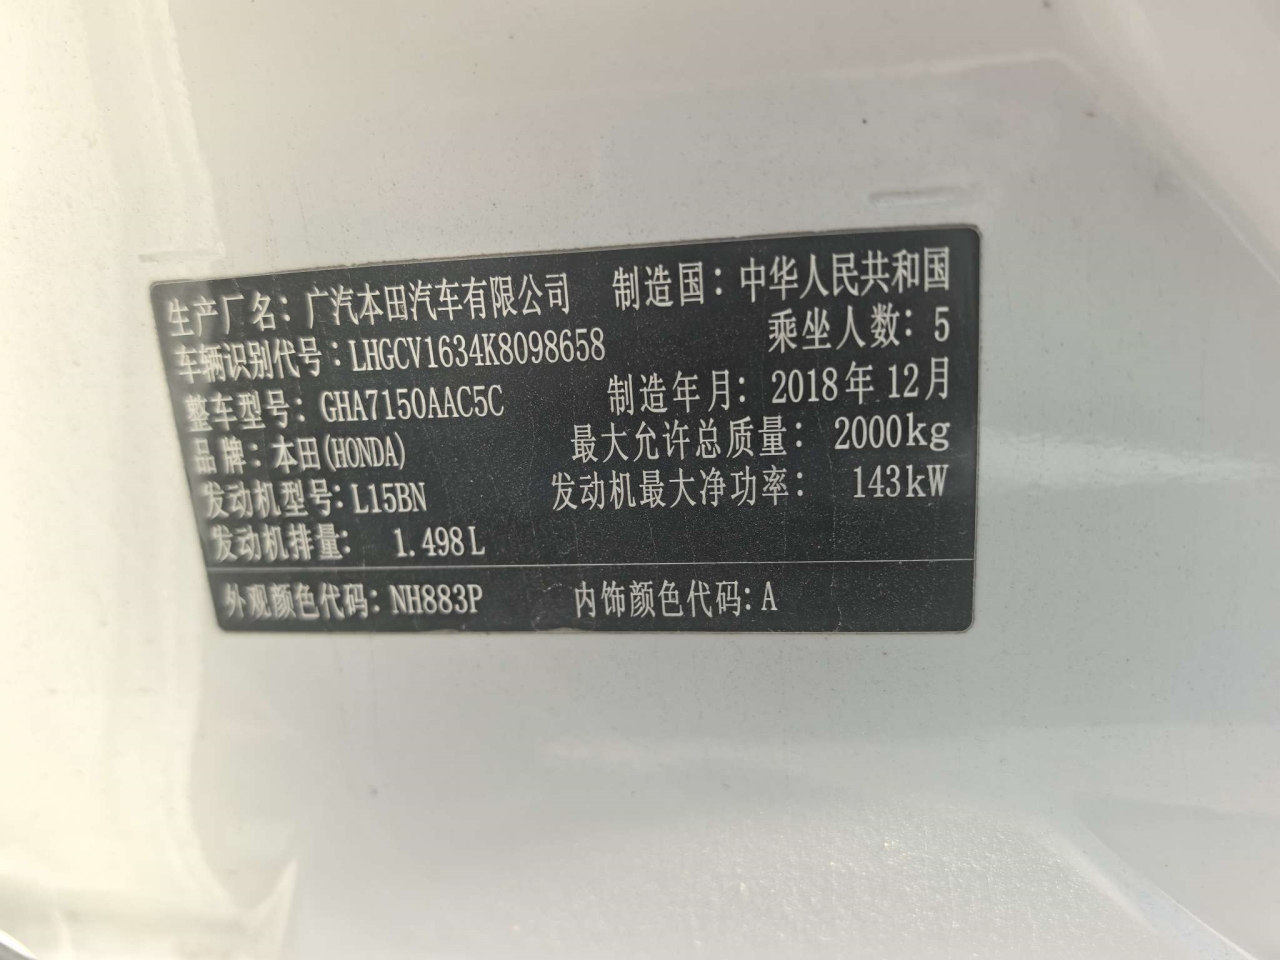 生产厂名：广汽本田汽车有限公司 制造国：中华人民共和国
车辆识别代号：LHGCV1634K8098658 乘坐人数：5
整车型号：GHA7150AAC5C 制造年月：2018年12月
品牌：本田(HONDA) 最大允许总质量：2000kg
发动机型号：L15BN 发动机最大净功率：143kW
发动机排量：1.498L
外观颜色代码：NH883P 内饰颜色代码：A